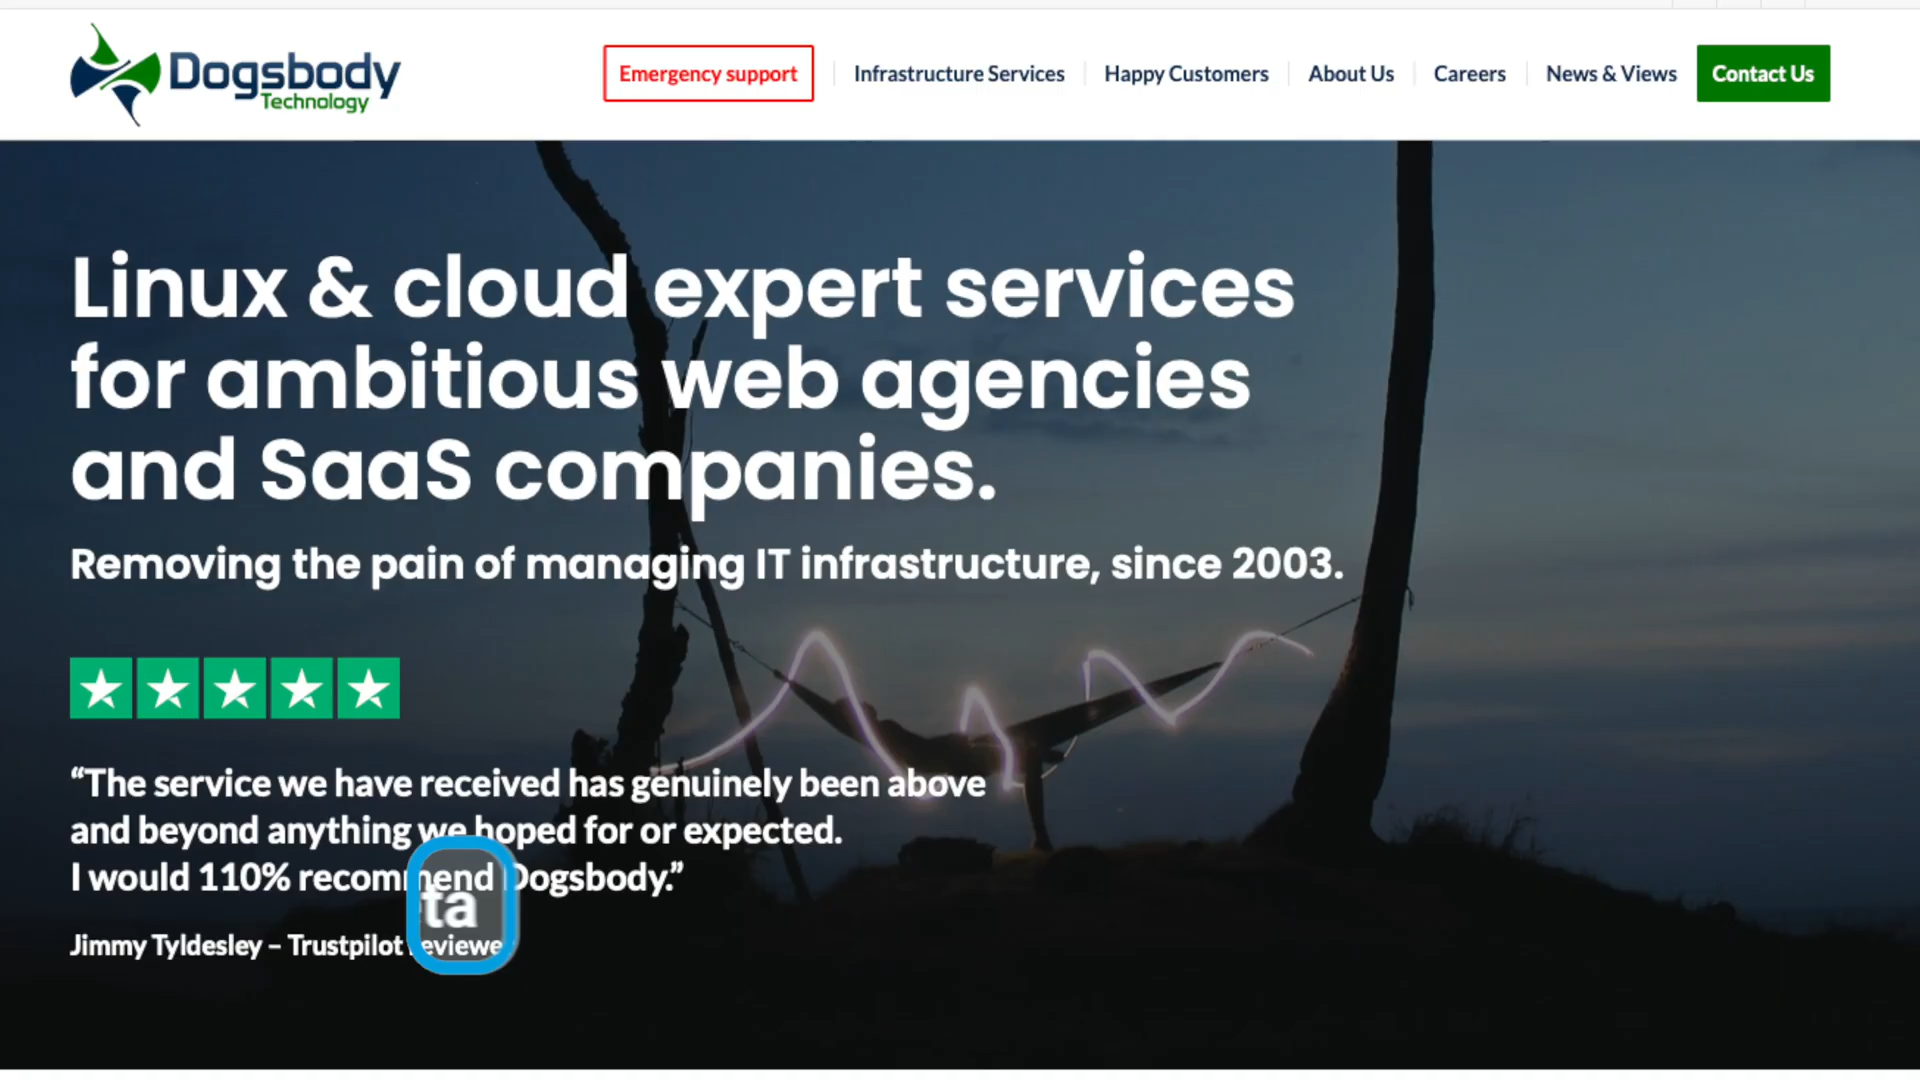 Dogsbody
Technology
Emergency support
Infrastructure Services
Happy Customers
About Us
Careers
News & Views
Contact Us
Linux & cloud expert services
for ambitious web agencies
and SaaS companies.
Removing the pain of managing IT infrastructure, since 2003.
“The service we have received has genuinely been above
and beyond anything we hoped for or expected.
I would 110% recommend Dogsbody.”
ta
Jimmy Tyldesley – Trustpilot